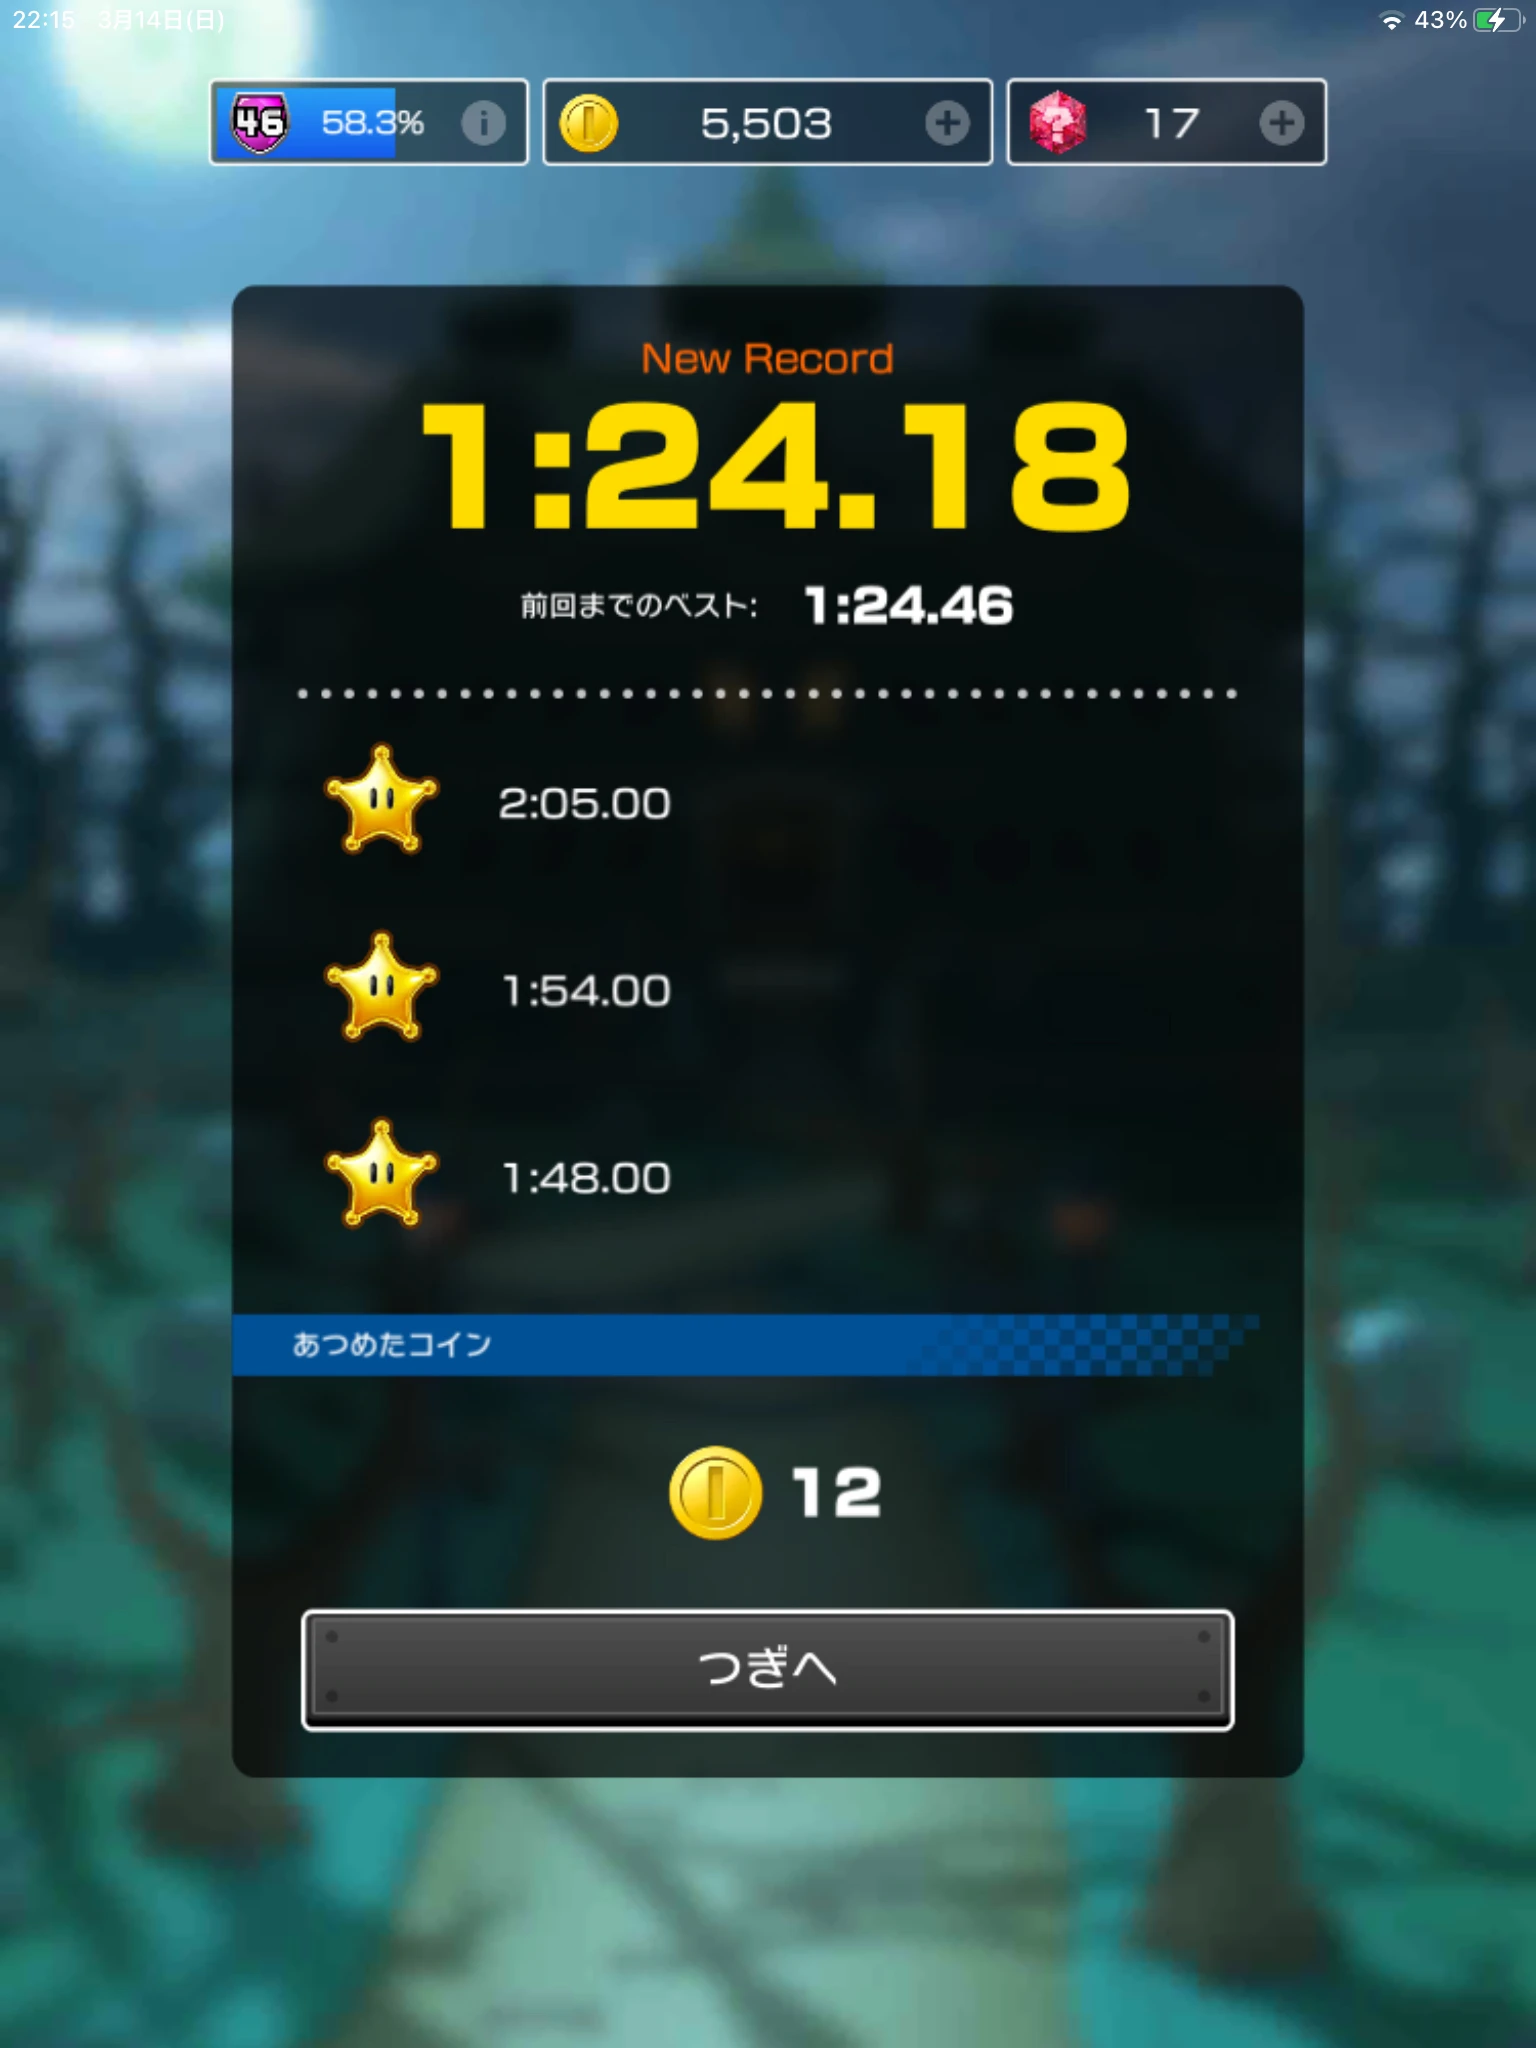 22:15 3月14日(日)
43%
46 58.3% i 5,503 + ? 17 +
New Record
1:24.18
前回までのベスト: 1:24.46
2:05.00
1:54.00
1:48.00
あつめたコイン
12
つぎへ